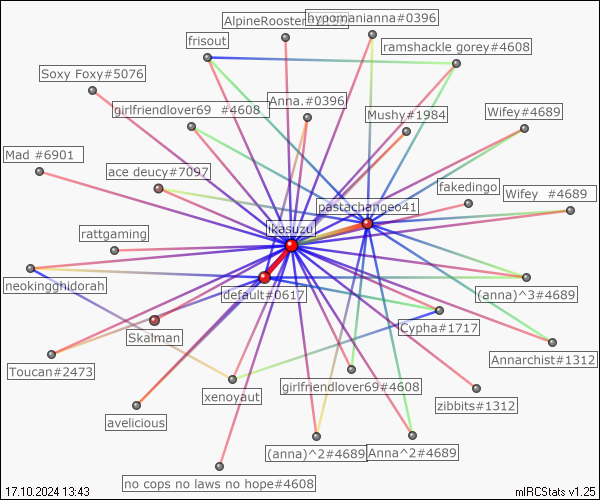 AlpineRooster
hypomanianna#0396
frisout
ramshackle gorey#4608
Soxy Foxy#5076
girlfriendlover69 #4608
Anna.#0396
Mushy#1984
Wifey#4689
Mad #6901
ace deucy#7097
fakedingo
Wifey #4689
pastachangeo41
jkasuzu
rattgaming
neokingghidorah
default#0617
(anna)^3#4689
Skalman
Cypha#1717
Annarchist#1312
Toucan#2473
xenoyaut
girlfriendlover69#4608
zibbits#1312
avelicious
(anna)^2#4689
Anna^2#4689
no cops no laws no hope#4608
17.10.2024 13:43
mIRCStats v1.25